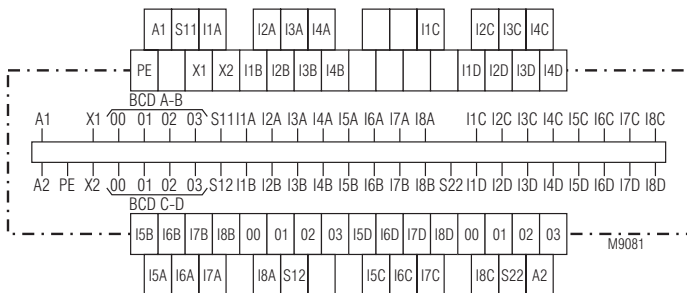 A1 S11 I1A I2A I3A I4A I1C I2C I3C I4C
PE X1 X2 I1B I2B I3B I4B I1D I2D I3D I4D
BCD A-B
A1 X1 00 01 02 03 S11 I1A I2A I3A I4A I5A I6A I7A I8A I1C I2C I3C I4C I5C I6C I7C I8C
A2 PE X2 00 01 02 03 S12 I1B I2B I3B I4B I5B I6B I7B I8B S22 I1D I2D I3D I4D I5D I6D I7D I8D
BCD C-D
I5B I6B I7B I8B 00 01 02 03 I5D I6D I7D I8D 00 01 02 03
M9081
I5A I6A I7A I8A S12 I5C I6C I7C I8C S22 A2